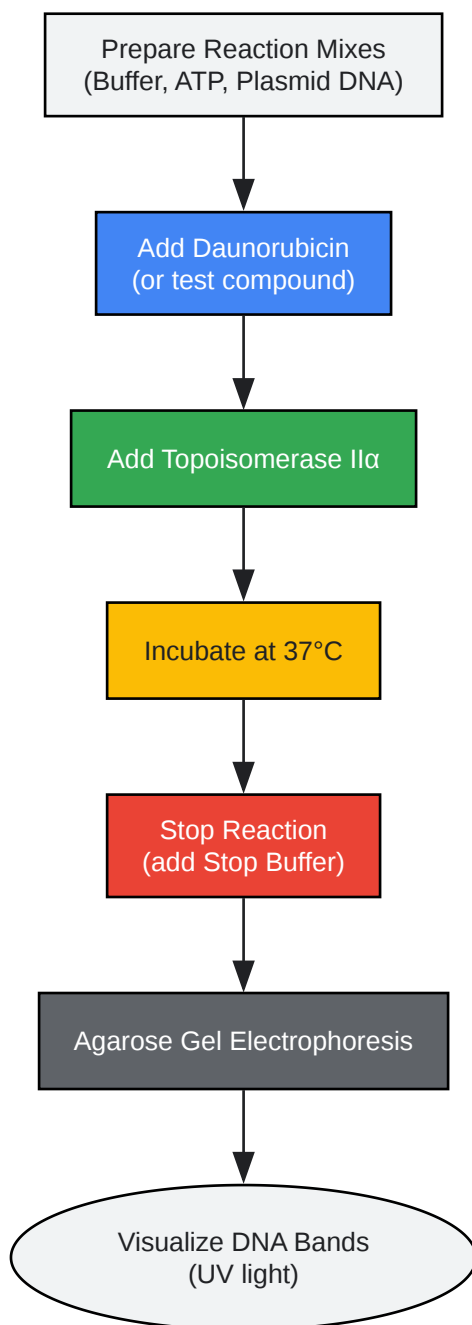 Prepare Reaction Mixes
(Buffer, ATP, Plasmid DNA)
Add Daunorubicin
(or test compound)
Add Topoisomerase IIα
Incubate at 37°C
Stop Reaction
(add Stop Buffer)
Agarose Gel Electrophoresis
Visualize DNA Bands
(UV light)